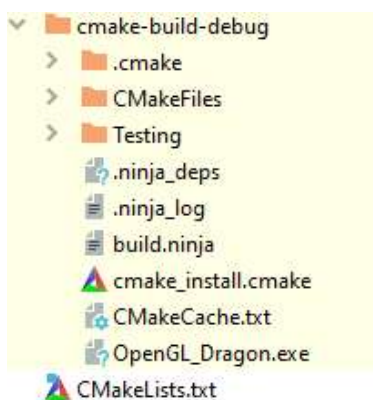 cmake-build-debug
.cmake
CMakeFiles
Testing
.ninja_deps
.ninja_log
build.ninja
cmake_install.cmake
CMakeCache.txt
OpenGL_Dragon.exe
CMakeLists.txt